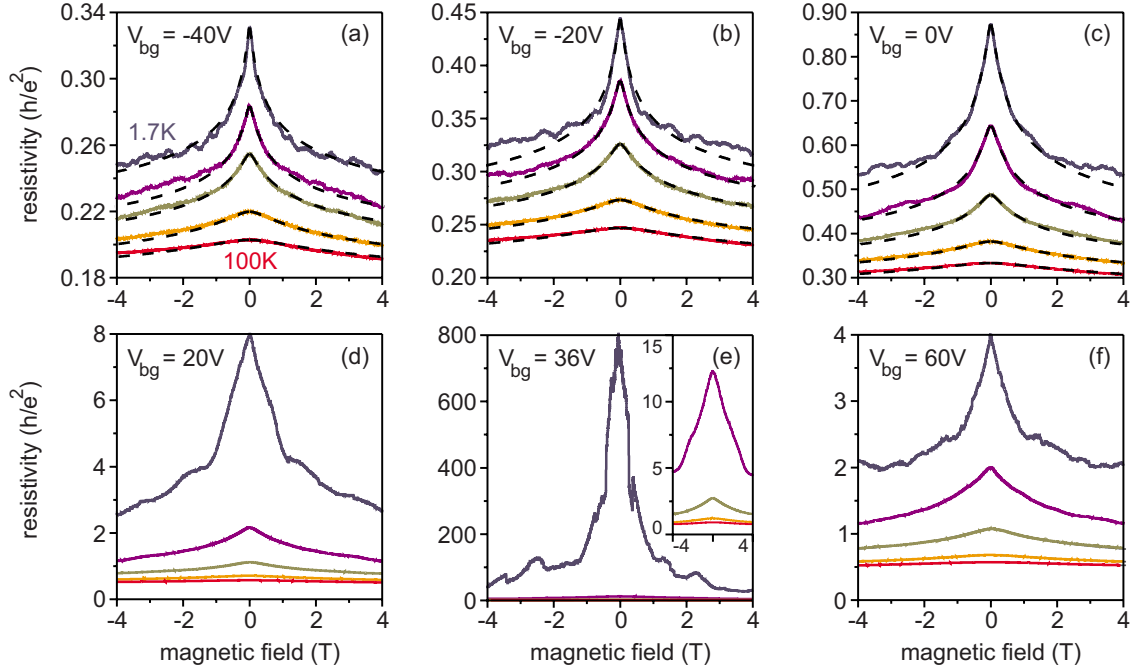 V_bg = -40V
(a)
0.34
0.30
0.26
0.22
0.18
1.7K
100K
-4 -2 0 2 4
resistivity (h/e²)
V_bg = -20V
(b)
0.45
0.40
0.35
0.30
0.25
0.20
-4 -2 0 2 4
V_bg = 0V
(c)
0.90
0.80
0.70
0.60
0.50
0.40
0.30
-4 -2 0 2 4
V_bg = 20V
(d)
8
6
4
2
0
-4 -2 0 2 4
resistivity (h/e²)
magnetic field (T)
V_bg = 36V
(e)
800
600
400
200
0
15
10
5
0
-4 0 4
-4 -2 0 2 4
magnetic field (T)
V_bg = 60V
(f)
4
3
2
1
0
-4 -2 0 2 4
magnetic field (T)